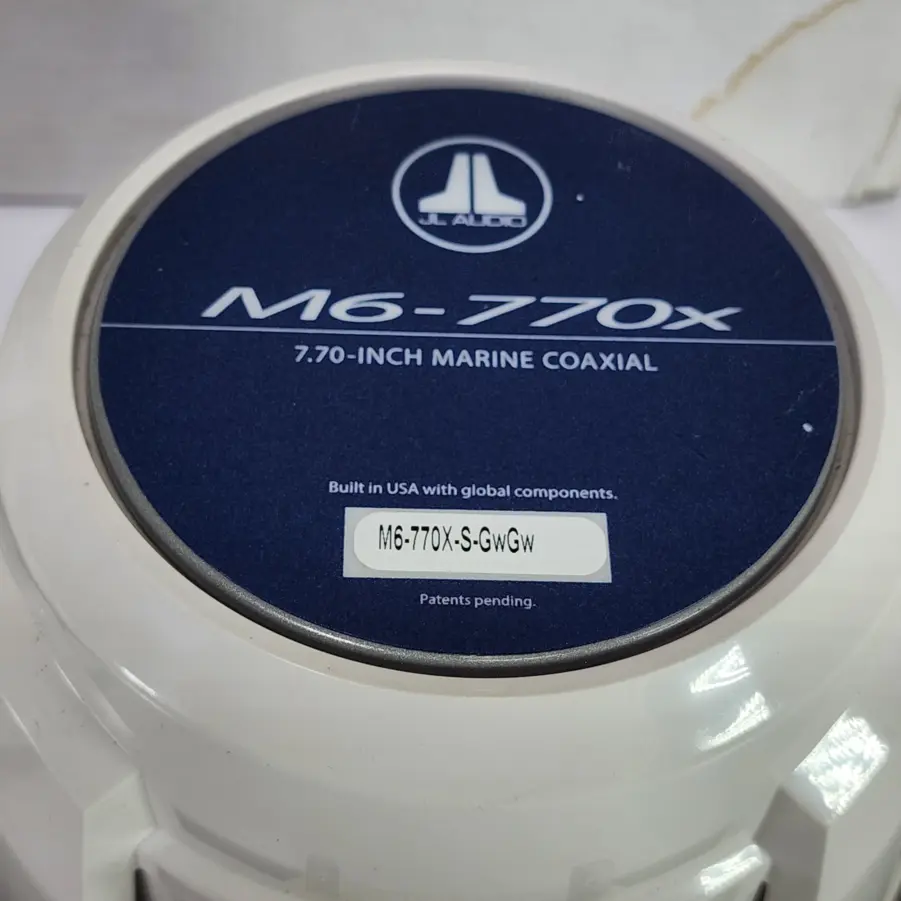 JL AUDIO
M6-770x
7.70-INCH MARINE COAXIAL
Built in USA with global components.
M6-770X-S-GwGw
Patents pending.